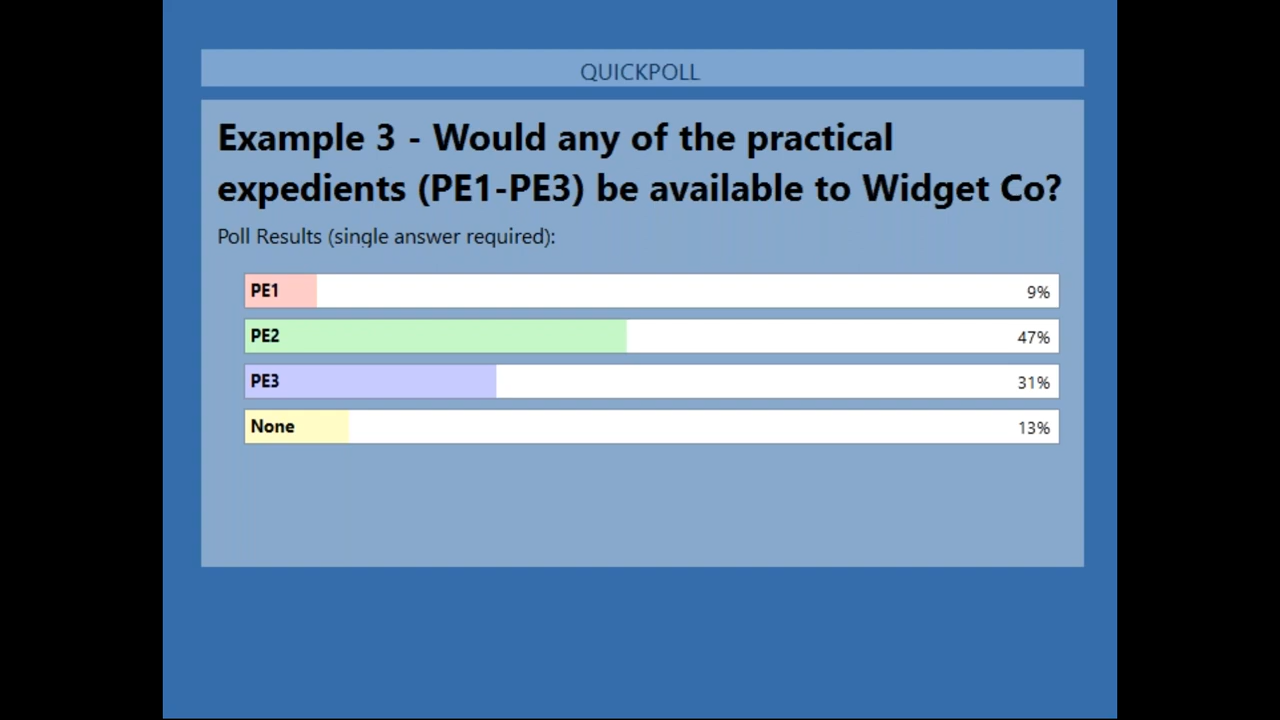 QUICKPOLL
Example 3 - Would any of the practical
expedients (PE1-PE3) be available to Widget Co?
Poll Results (single answer required):
PE1 9%
PE2 47%
PE3 31%
None 13%